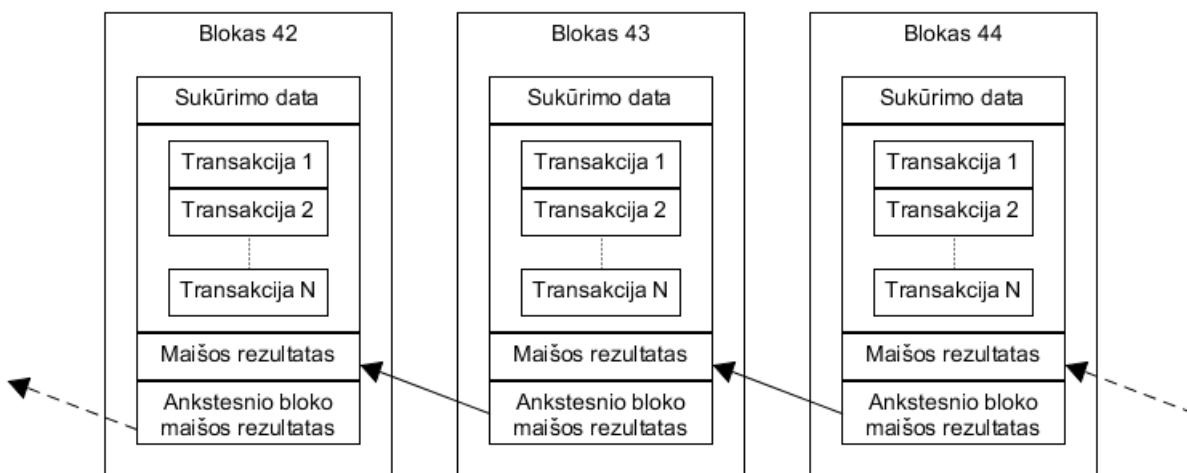 Blokas 42
Sukūrimo data
Transakcija 1
Transakcija 2
Transakcija N
Maišos rezultatas
Ankstesnio bloko
maišos rezultatas
Blokas 43
Sukūrimo data
Transakcija 1
Transakcija 2
Transakcija N
Maišos rezultatas
Ankstesnio bloko
maišos rezultatas
Blokas 44
Sukūrimo data
Transakcija 1
Transakcija 2
Transakcija N
Maišos rezultatas
Ankstesnio bloko
maišos rezultatas